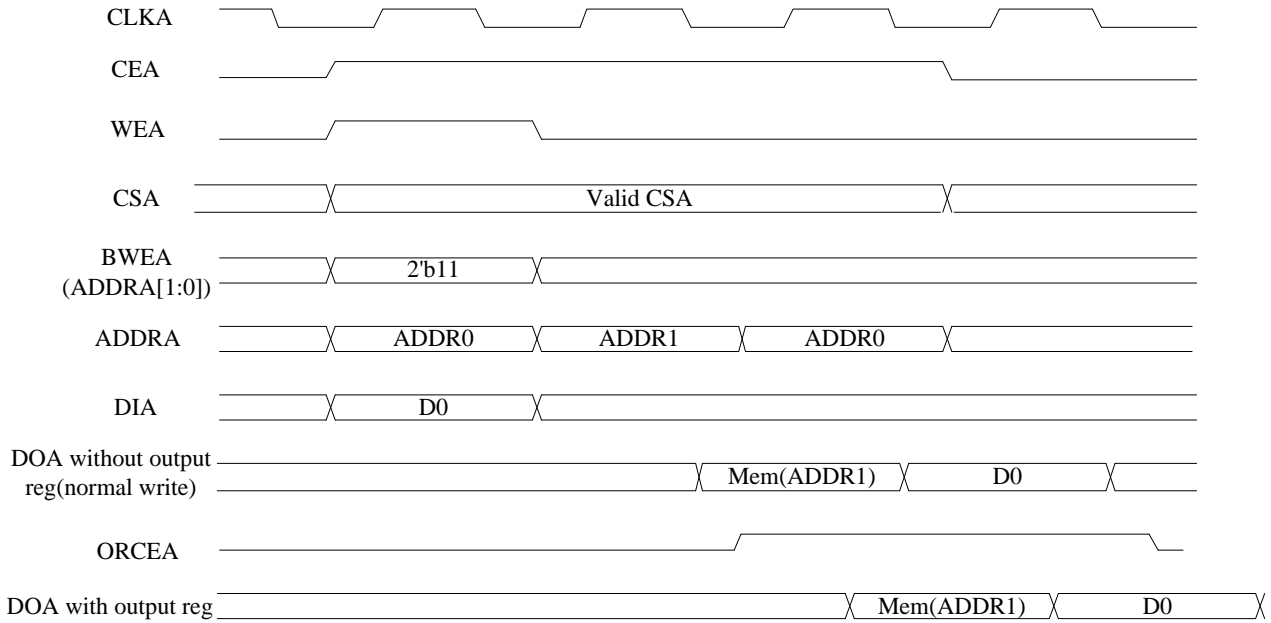 CLKA
CEA
WEA
CSA
Valid CSA
BWEA
(ADDRA[1:0])
2'b11
ADDRA
ADDR0
ADDR1
ADDR0
DIA
D0
DOA without output
reg(normal write)
Mem(ADDR1)
D0
ORCEA
DOA with output reg
Mem(ADDR1)
D0